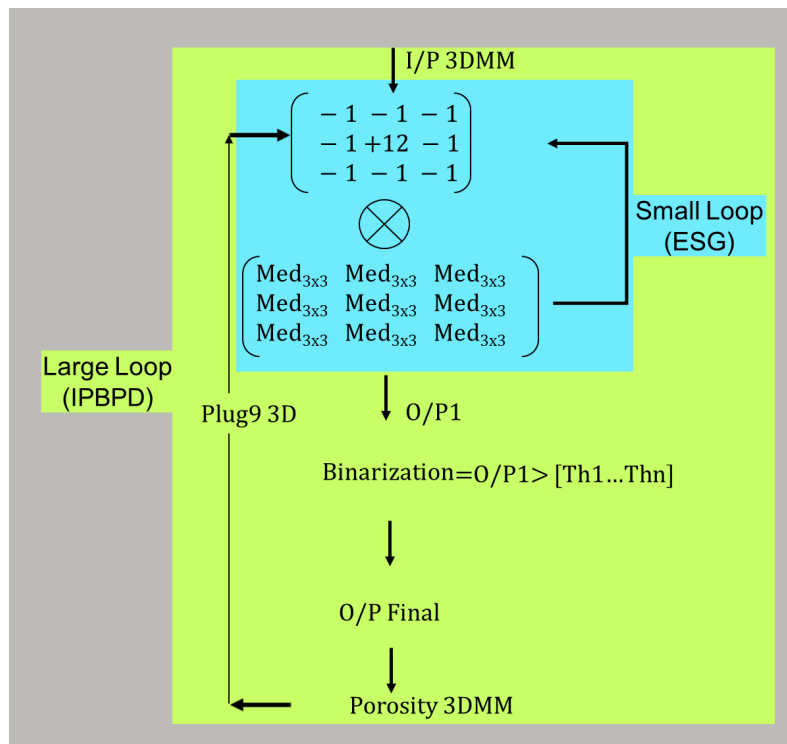 I/P 3DMM
− 1 − 1 − 1
− 1 +12 − 1
− 1 − 1 − 1
Small Loop
(ESG)
Med3x3 Med3x3 Med3x3
Med3x3 Med3x3 Med3x3
Med3x3 Med3x3 Med3x3
Large Loop
(IPBPD)
Plug9 3D
O/P1
Binarization=O/P1> [Th1...Thn]
O/P Final
Porosity 3DMM